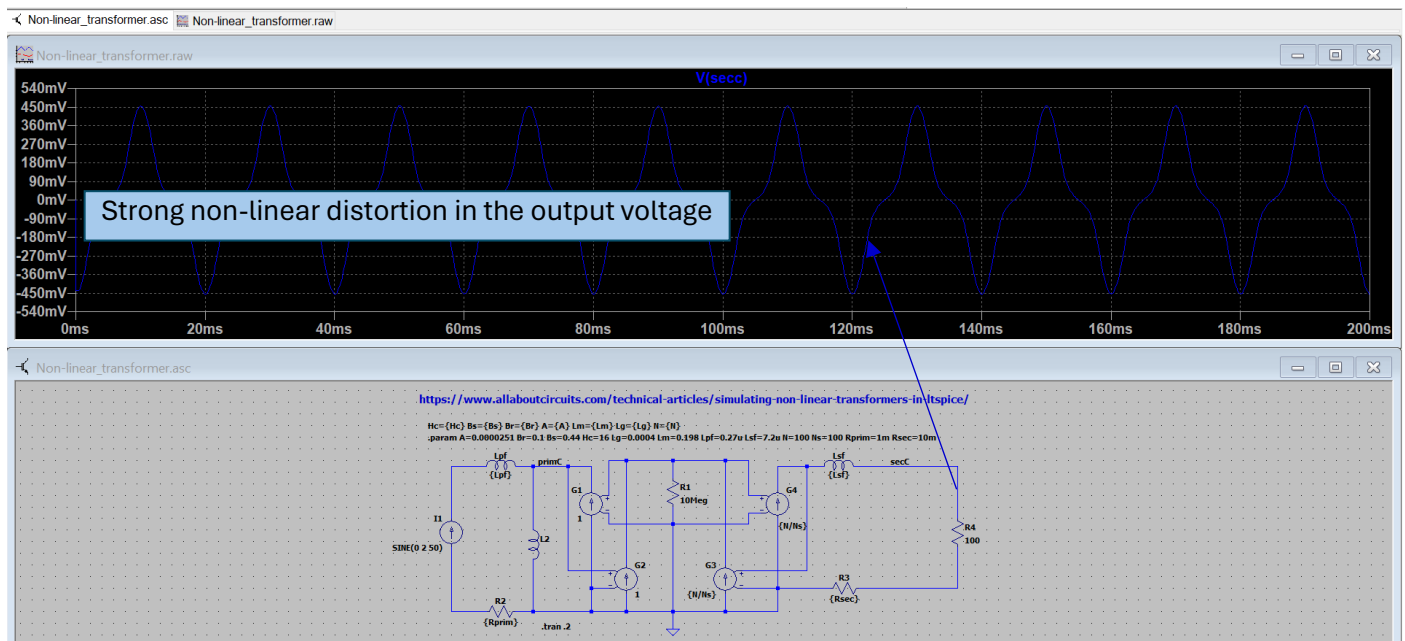 Non-linear_transformer.asc Non-linear_transformer.raw
Non-linear_transformer.raw
V(secc)
540mV
450mV
360mV
270mV
180mV
90mV
0mV
-90mV
-180mV
-270mV
-360mV
-450mV
-540mV
Strong non-linear distortion in the output voltage
0ms 20ms 40ms 60ms 80ms 100ms 120ms 140ms 160ms 180ms 200ms
Non-linear_transformer.asc
https://www.allaboutcircuits.com/technical-articles/simulating-non-linear-transformers-in-ltspice/
Hc={Hc} Bs={Bs} Br={Br} A={A} Lm={Lm} Lg={Lg} N={N}
.param A=0.0000251 Br=0.1 Bs=0.44 Hc=16 Lg=0.0004 Lm=0.198 Lpf=0.27u Lsf=7.2u N=100 Ns=100 Rprim=1m Rsec=10m
Lpf
{Lpf}
primC
Lsf
{Lsf}
secC
G1
1
R1
10Meg
G4
{N/Ns}
I1
SINE(0 2 50)
L2
R4
100
G2
1
G3
{N/Ns}
R3
{Rsec}
R2
{Rprim}
.tran .2